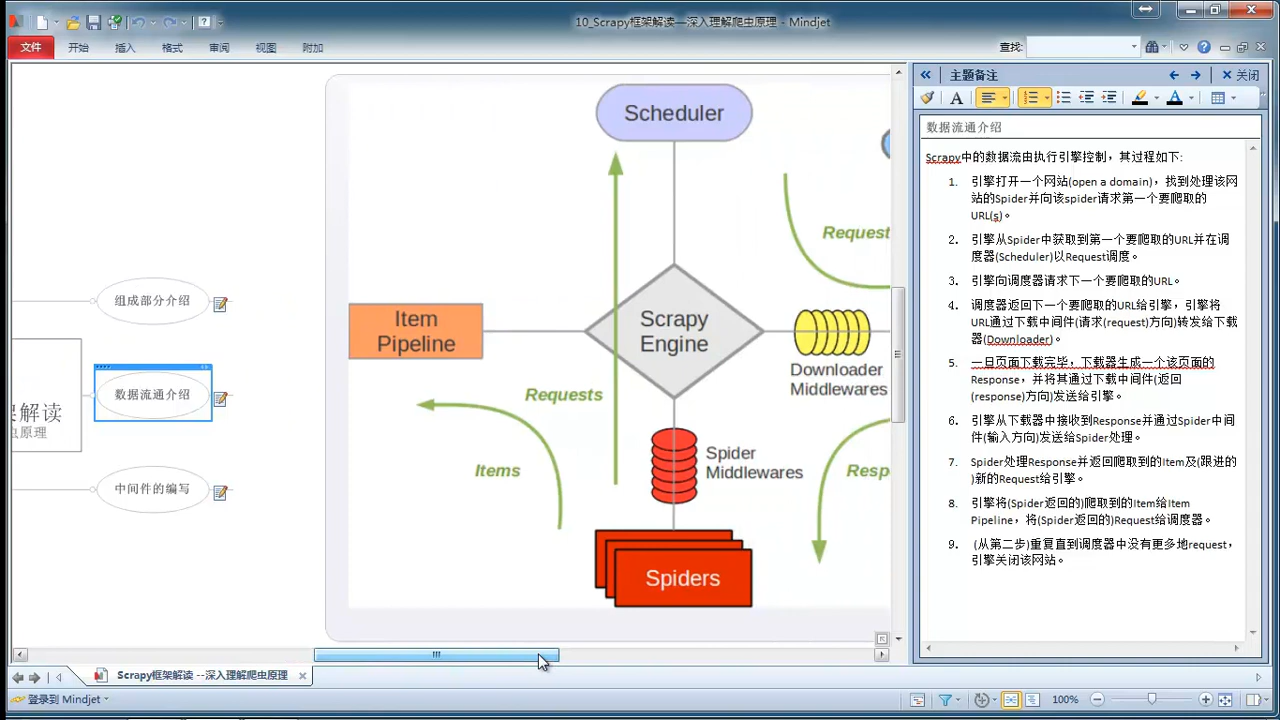 10_Scrapy框架解读—深入理解爬虫原理 - Mindjet
文件 开始 插入 格式 审阅 视图 附加 查找:
主题备注 关闭
数据流通介绍
Scrapy中的数据流由执行引擎控制，其过程如下:
1. 引擎打开一个网站(open a domain)，找到处理该网
站的Spider并向该spider请求第一个要爬取的
URL(s)。
2. 引擎从Spider中获取到第一个要爬取的URL并在调
度器(Scheduler)以Request调度。
3. 引擎向调度器请求下一个要爬取的URL。
4. 调度器返回下一个要爬取的URL给引擎，引擎将
URL通过下载中间件(请求(request)方向)转发给下载
器(Downloader)。
5. 一旦页面下载完毕，下载器生成一个该页面的
Response，并将其通过下载中间件(返回
(response)方向)发送给引擎。
6. 引擎从下载器中接收到Response并通过Spider中间
件(输入方向)发送给Spider处理。
7. Spider处理Response并返回爬取到的Item及(跟进的
)新的Request给引擎。
8. 引擎将(Spider返回的)爬取到的Item给Item
Pipeline，将(Spider返回的)Request给调度器。
9. (从第二步)重复直到调度器中没有更多地request，
引擎关闭该网站。
Scheduler
Request
组成部分介绍
Item
Pipeline
Scrapy
Engine
Downloader
Middlewares
数据流通介绍
架解读
虫原理
Requests
Items
Spider
Middlewares
Resp
中间件的编写
Spiders
Scrapy框架解读 --深入理解爬虫原理
登录到 Mindjet
100%